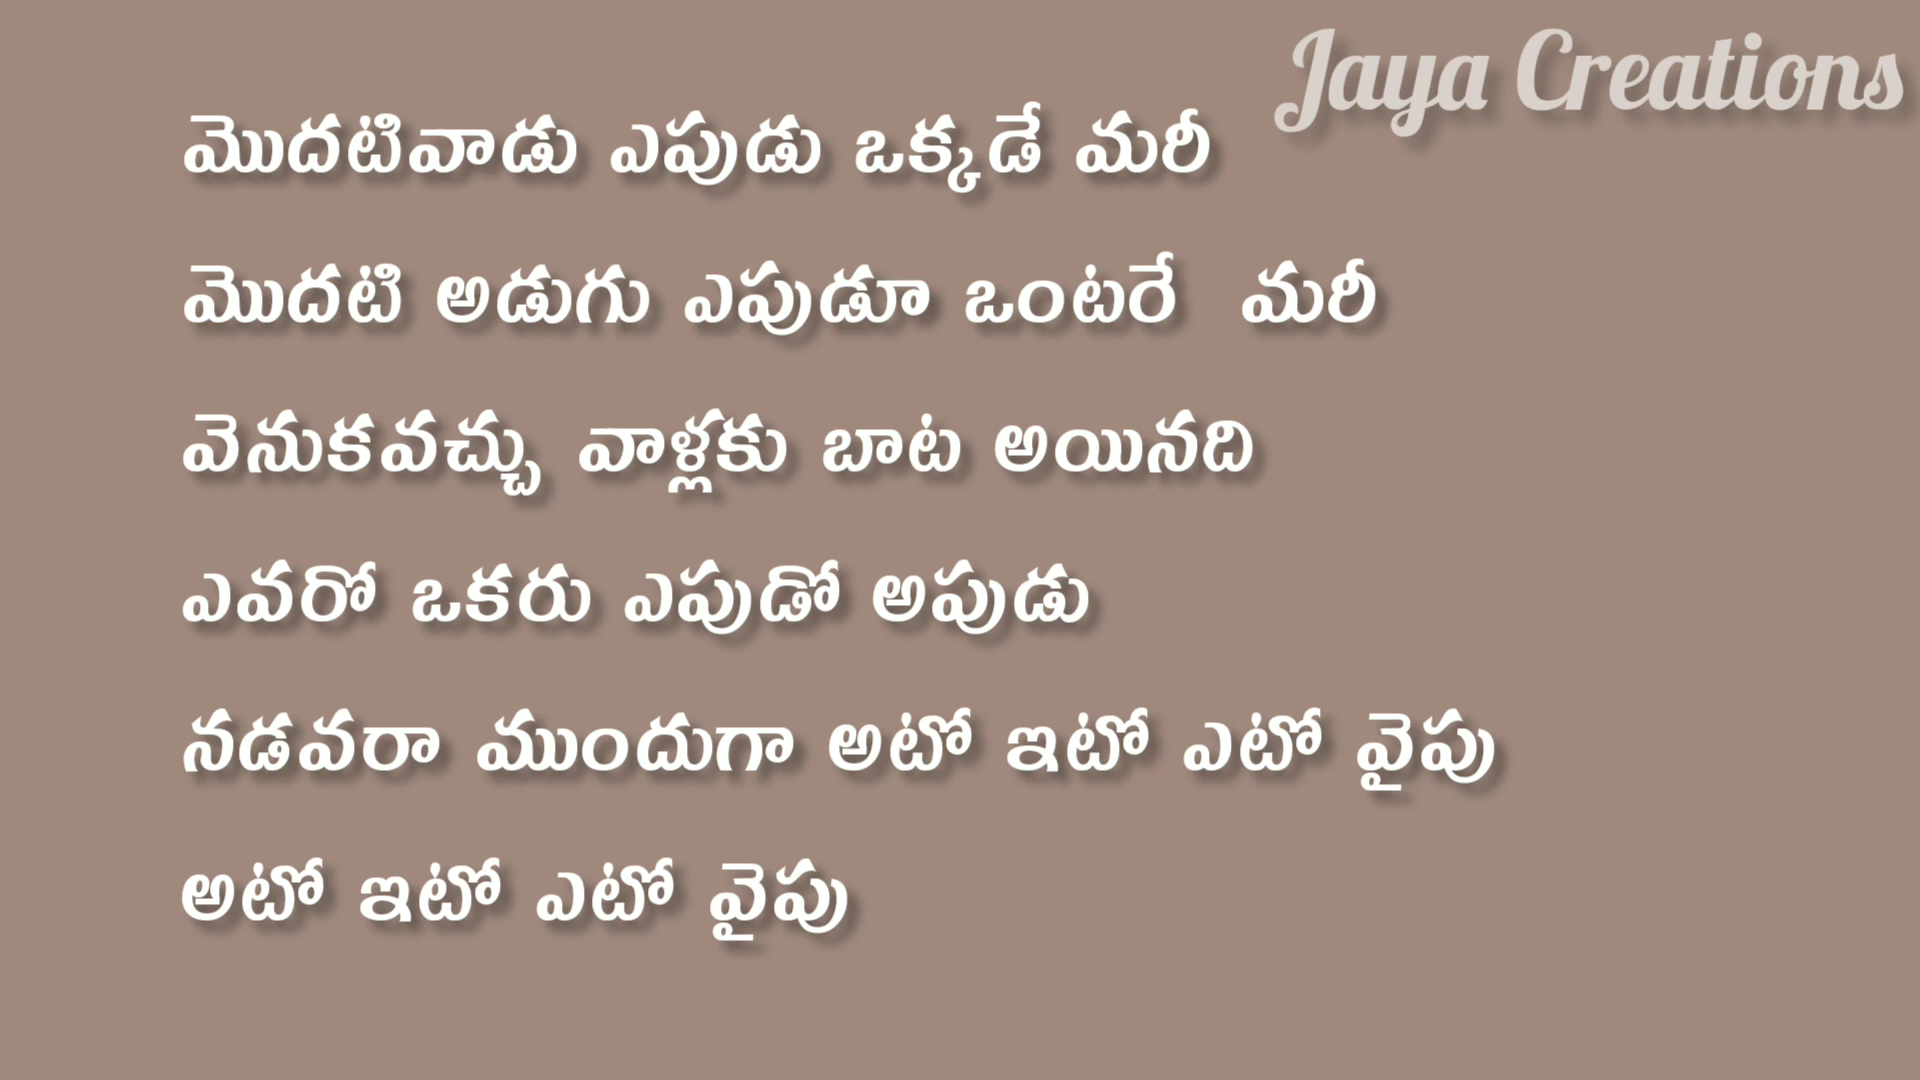 Jaya Creations
మొదటివాడు ఎపుడు ఒక్కడే మరీ
మొదటి అడుగు ఎపుడూ ఒంటరే మరీ
వెనుకవచ్చు వాళ్లకు బాట అయినది
ఎవరో ఒకరు ఎపుడో అపుడు
నడవరా ముందుగా అటో ఇటో ఎటో వైపు
అటో ఇటో ఎటో వైపు